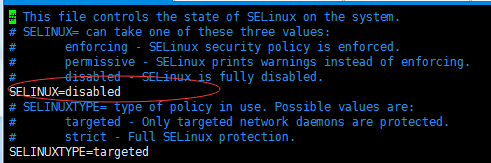 # This file controls the state of SELinux on the system.
# SELINUX= can take one of these three values:
#       enforcing - SELinux security policy is enforced.
#       permissive - SELinux prints warnings instead of enforcing.
#       disabled - SELinux is fully disabled.
SELINUX=disabled
# SELINUXTYPE= type of policy in use. Possible values are:
#       targeted - Only targeted network daemons are protected.
#       strict - Full SELinux protection.
SELINUXTYPE=targeted